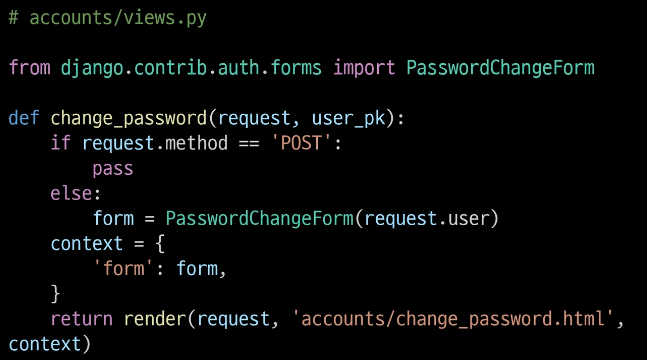 # accounts/views.py

from django.contrib.auth.forms import PasswordChangeForm

def change_password(request, user_pk):
    if request.method == 'POST':
        pass
    else:
        form = PasswordChangeForm(request.user)
    context = {
        'form': form,
    }
    return render(request, 'accounts/change_password.html',
context)